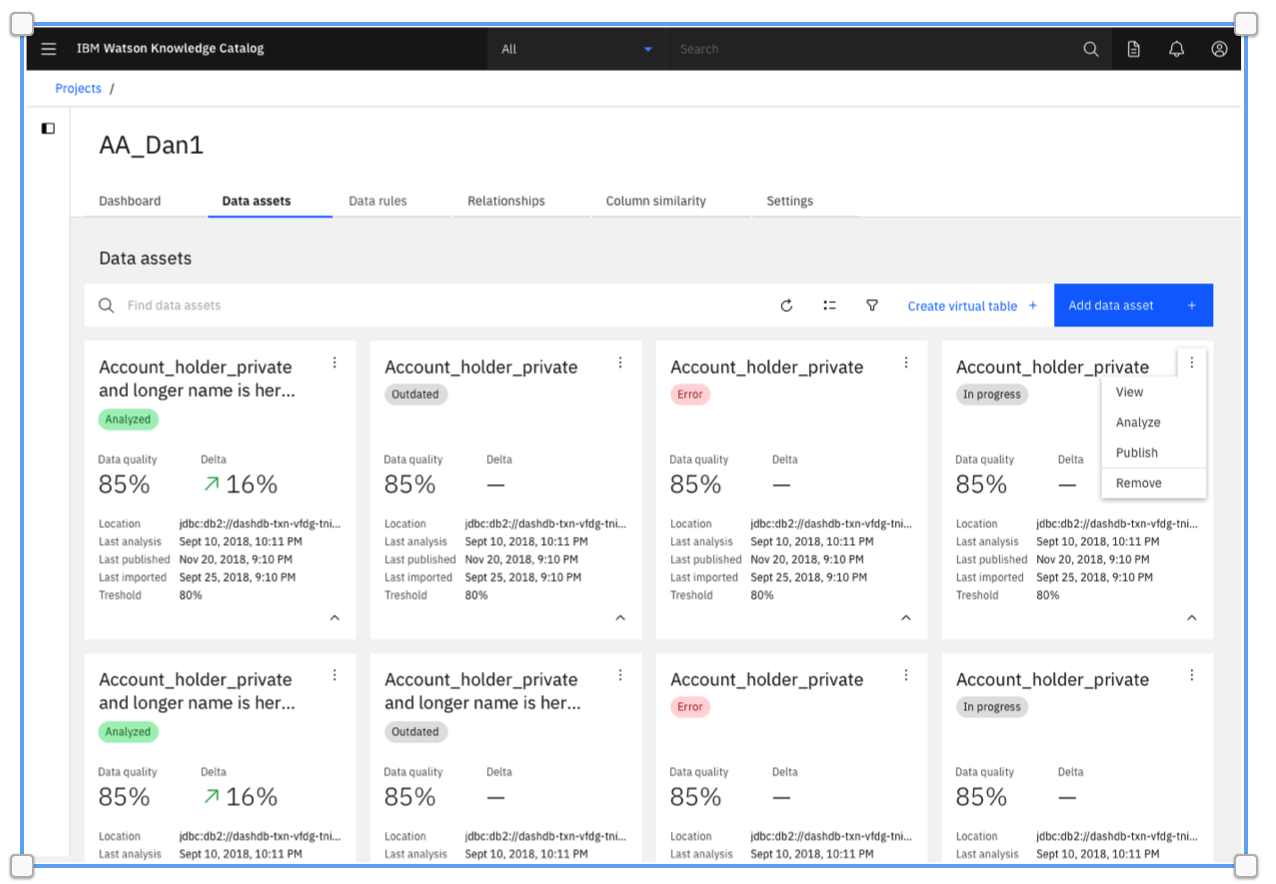 IBM Watson Knowledge Catalog All Search
Projects /
AA_Dan1
Dashboard Data assets Data rules Relationships Column similarity Settings
Data assets
Find data assets Create virtual table + Add data asset +
Account_holder_private
and longer name is her...
Analyzed
Data quality Delta
85% 16%
Location jdbc:db2://dashdb-txn-vfdg-tni...
Last analysis Sept 10, 2018, 10:11 PM
Last published Nov 20, 2018, 9:10 PM
Last imported Sept 25, 2018, 9:10 PM
Treshold 80%
Account_holder_private
Outdated
Data quality Delta
85% —
Location jdbc:db2://dashdb-txn-vfdg-tni...
Last analysis Sept 10, 2018, 10:11 PM
Last published Nov 20, 2018, 9:10 PM
Last imported Sept 25, 2018, 9:10 PM
Treshold 80%
Account_holder_private
Error
Data quality Delta
85% —
Location jdbc:db2://dashdb-txn-vfdg-tni...
Last analysis Sept 10, 2018, 10:11 PM
Last published Nov 20, 2018, 9:10 PM
Last imported Sept 25, 2018, 9:10 PM
Treshold 80%
Account_holder_private
In progress
View
Analyze
Publish
Remove
Data quality Delta
85% —
Location jdbc:db2://dashdb-txn-vfdg-tni...
Last analysis Sept 10, 2018, 10:11 PM
Last published Nov 20, 2018, 9:10 PM
Last imported Sept 25, 2018, 9:10 PM
Treshold 80%
Account_holder_private
and longer name is her...
Analyzed
Data quality Delta
85% 16%
Location jdbc:db2://dashdb-txn-vfdg-tni...
Last analysis Sept 10, 2018, 10:11 PM
Account_holder_private
and longer name is her...
Outdated
Data quality Delta
85% —
Location jdbc:db2://dashdb-txn-vfdg-tni...
Last analysis Sept 10, 2018, 10:11 PM
Account_holder_private
Error
Data quality Delta
85% —
Location jdbc:db2://dashdb-txn-vfdg-tni...
Last analysis Sept 10, 2018, 10:11 PM
Account_holder_private
In progress
Data quality Delta
85% —
Location jdbc:db2://dashdb-txn-vfdg-tni...
Last analysis Sept 10, 2018, 10:11 PM